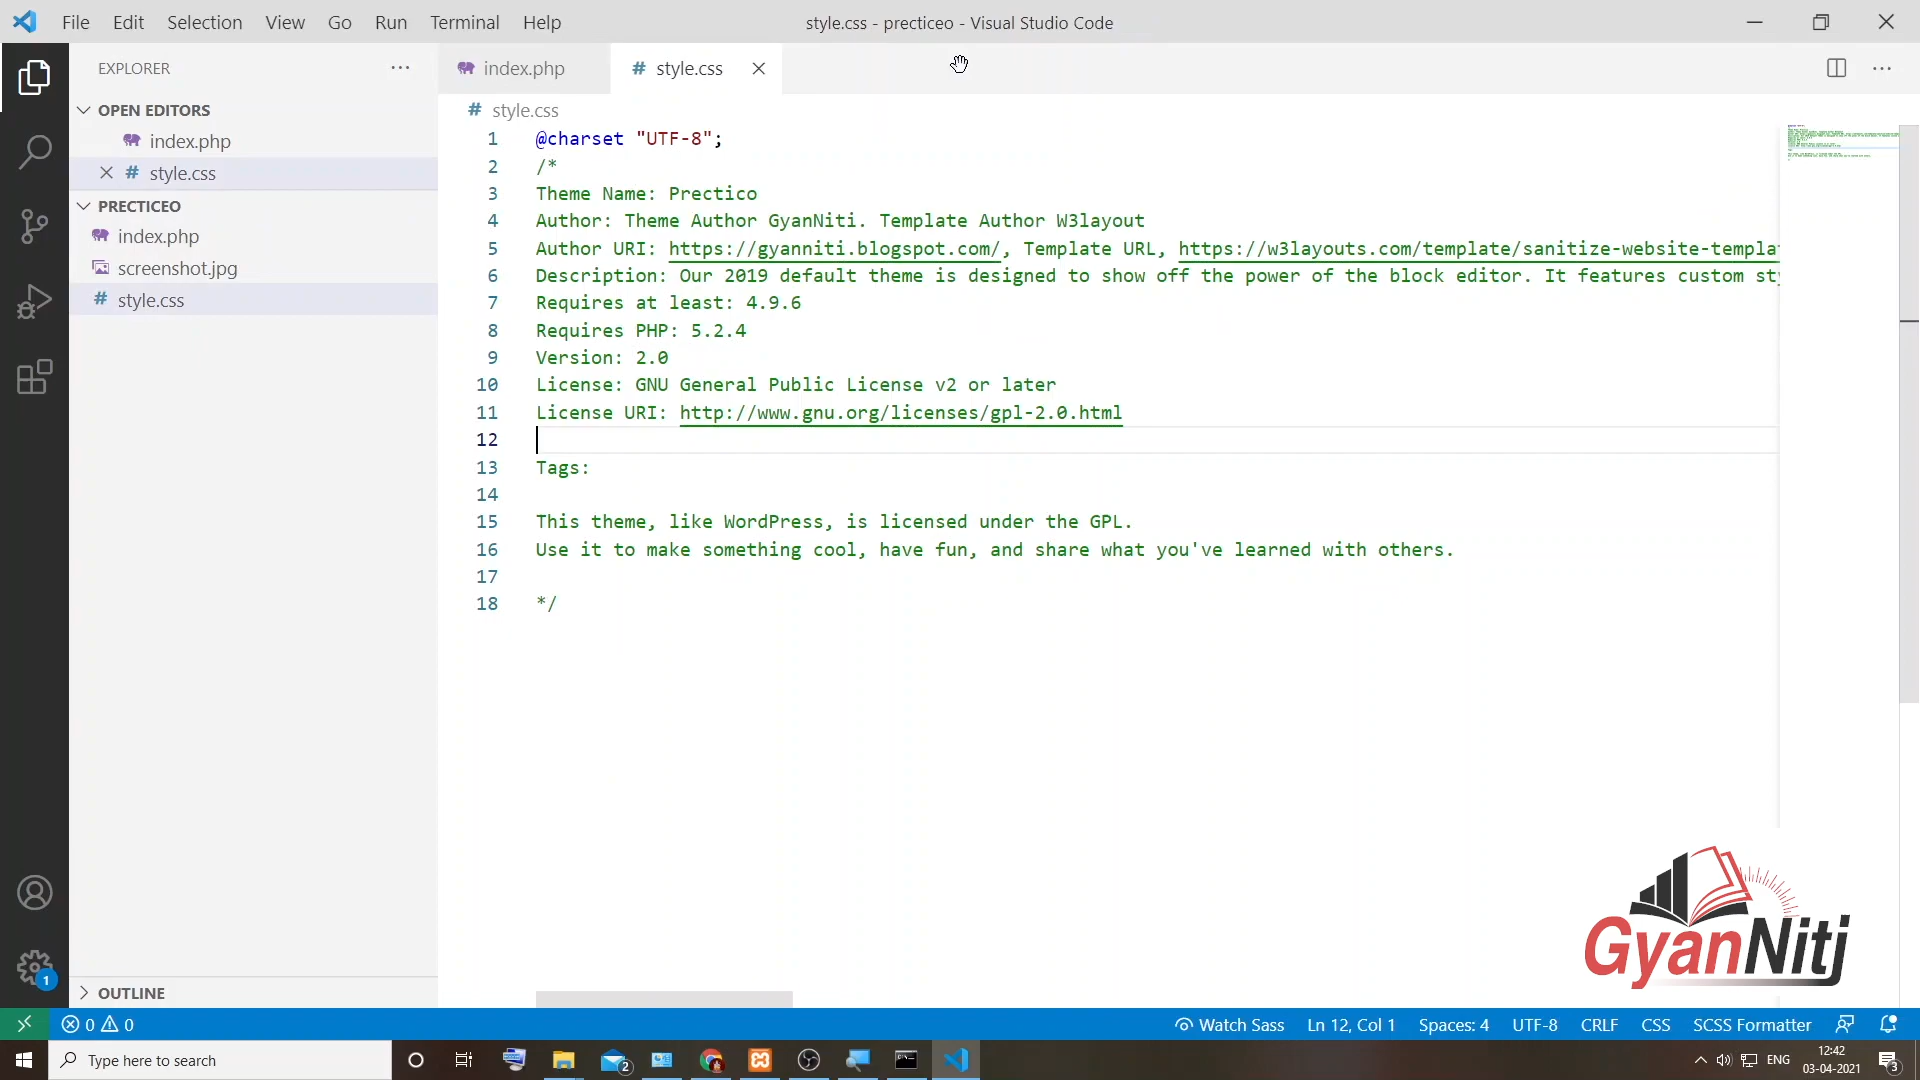 File Edit Selection View Go Run Terminal Help
style.css - precticeo - Visual Studio Code
EXPLORER
OPEN EDITORS
index.php
style.css
PRECTICEO
index.php
screenshot.jpg
style.css
OUTLINE
index.php
style.css
style.css
1 @charset "UTF-8";
2 /*
3 Theme Name: Prectico
4 Author: Theme Author GyanNiti. Template Author W3layout
5 Author URI: https://gyanniti.blogspot.com/, Template URL, https://w3layouts.com/template/sanitize-website-templat
6 Description: Our 2019 default theme is designed to show off the power of the block editor. It features custom sty
7 Requires at least: 4.9.6
8 Requires PHP: 5.2.4
9 Version: 2.0
10 License: GNU General Public License v2 or later
11 License URI: http://www.gnu.org/licenses/gpl-2.0.html
12
13 Tags:
14
15 This theme, like WordPress, is licensed under the GPL.
16 Use it to make something cool, have fun, and share what you've learned with others.
17
18 */
GyanNiti
1
0 0
Watch Sass Ln 12, Col 1 Spaces: 4 UTF-8 CRLF CSS SCSS Formatter
Type here to search
2
ENG
12:42
03-04-2021
3